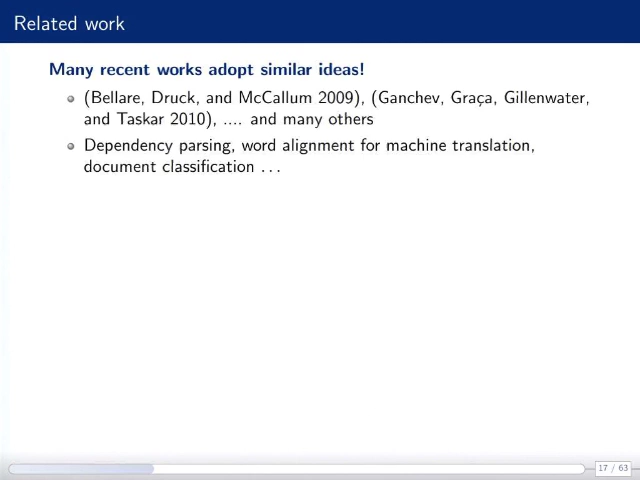 Related work
Many recent works adopt similar ideas!
(Bellare, Druck, and McCallum 2009), (Ganchev, Graça, Gillenwater,
and Taskar 2010), .... and many others
Dependency parsing, word alignment for machine translation,
document classification . . .
17 / 63